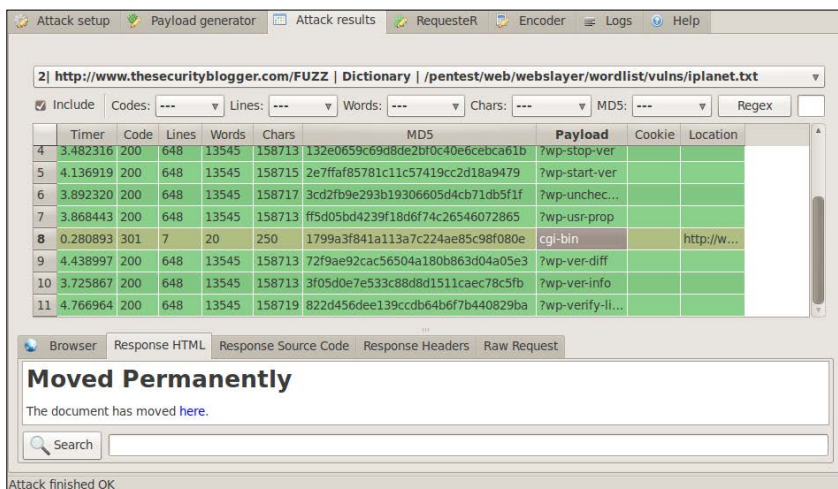 Attack setup Payload generator Attack results RequesteR Encoder Logs Help
2| http://www.thesecurityblogger.com/FUZZ | Dictionary | /pentest/web/webslayer/wordlist/vulns/iplanet.txt
Include Codes: --- Lines: --- Words: --- Chars: --- MD5: --- Regex
Timer Code Lines Words Chars MD5 Payload Cookie Location
4 3.482316 200 648 13545 158713 132e0659c69d8de2bf0c40e6cebca61b ?wp-stop-ver
5 4.136919 200 648 13545 158715 2e7ffaf85781c11c57419cc2d18a9479 ?wp-start-ver
6 3.892320 200 648 13545 158717 3cd2fb9e293b19306605d4cb71db5f1f ?wp-unchec...
7 3.868443 200 648 13545 158713 ff5d05bd4239f18d6f74c26546072865 ?wp-usr-prop
8 0.280893 301 7 20 250 1799a3f841a113a7c224ae85c98f080e cgi-bin http://w...
9 4.438997 200 648 13545 158713 72f9ae92cac56504a180b863d04a05e3 ?wp-ver-diff
10 3.725867 200 648 13545 158713 3f05d0e7e533c88d8d1511caec78c5fb ?wp-ver-info
11 4.766964 200 648 13545 158719 822d456dee139ccdb64b6f7b440829ba ?wp-verify-li...
Browser Response HTML Response Source Code Response Headers Raw Request
Moved Permanently
The document has moved here.
Search
Attack finished OK